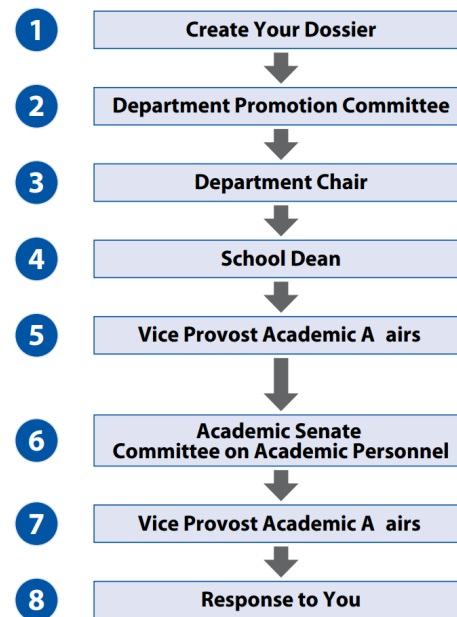 1 Create Your Dossier
2 Department Promotion Committee
3 Department Chair
4 School Dean
5 Vice Provost Academic A airs
6 Academic Senate
Committee on Academic Personnel
7 Vice Provost Academic A airs
8 Response to You